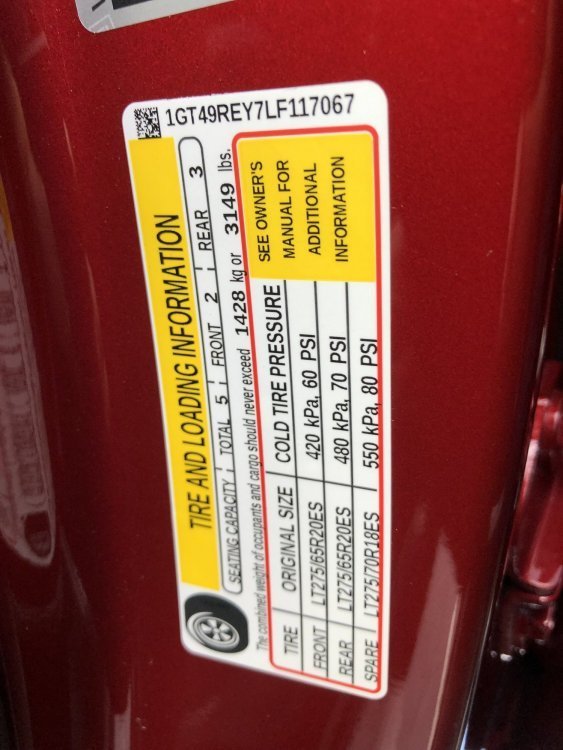 1GT49REY7LF117067
TIRE AND LOADING INFORMATION
SEATING CAPACITY TOTAL 5 FRONT 2 REAR 3
The combined weight of occupants and cargo should never exceed 1428 kg or 3149 lbs.
TIRE ORIGINAL SIZE COLD TIRE PRESSURE
FRONT LT275/65R20ES 420 kPa, 60 PSI
REAR LT275/65R20ES 480 kPa, 70 PSI
SPARE LT275/70R18ES 550 kPa, 80 PSI
SEE OWNER'S
MANUAL FOR
ADDITIONAL
INFORMATION